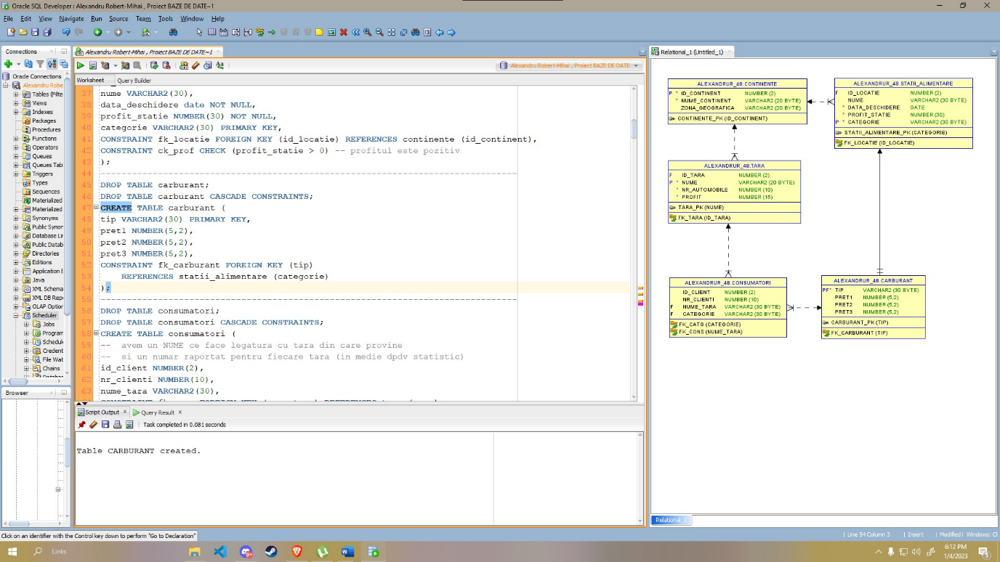 Oracle SQL Developer : Alexandru Robert-Mihai , Proiect BAZE DE DATE~1
File Edit View Navigate Run Source Team Tools Window Help
Connections
Oracle Connections
Alexandru Robe
Tables (Filte
Views
Indexes
Packages
Procedures
Functions
Operators
Queues
Queues Tab
Triggers
Types
Sequences
Materialized
Materialized
Synonyms
Public Synon
Database Lin
Public Datab
Directories
Editions
Application E
Java
XML Schema
XML DB Repo
OLAP Option
Scheduler
Jobs
Program
Schedul
Credent
File Wat
Chains
Browser
Alexandru Robert-Mihai , Proiect BAZE DE DATE~1
Alexandru Robert-Mihai , Proiect BAZE DE DATE
Worksheet Query Builder
37 nume VARCHAR2(30),
38 data_deschidere date NOT NULL,
39 profit_statie NUMBER(30) NOT NULL,
40 categorie VARCHAR2(30) PRIMARY KEY,
41 CONSTRAINT fk_locatie FOREIGN KEY (id_locatie) REFERENCES continente (id_continent),
42 CONSTRAINT ck_prof CHECK (profit_statie > 0) -- profitul este pozitiv
43 );
44 --------------------------------------------------------------------------------
45 DROP TABLE carburant;
46 DROP TABLE carburant CASCADE CONSTRAINTS;
47 CREATE TABLE carburant (
48 tip VARCHAR2(30) PRIMARY KEY,
49 pret1 NUMBER(5,2),
50 pret2 NUMBER(5,2),
51 pret3 NUMBER(5,2),
52 CONSTRAINT fk_carburant FOREIGN KEY (tip)
53 REFERENCES statii_alimentare (categorie)
54 );
55 --------------------------------------------------------------------------------
56 DROP TABLE consumatori;
57 DROP TABLE consumatori CASCADE CONSTRAINTS;
58 CREATE TABLE consumatori (
59 -- avem un NUME ce face legatura cu tara din care provine
60 -- si un numar raportat pentru fiecare tara (in medie dpdv statistic)
61 id_client NUMBER(2),
62 nr_clienti NUMBER(10),
63 nume_tara VARCHAR2(30),
Script Output Query Result
Task completed in 0.081 seconds
Table CARBURANT created.
Relational_1 (Untitled_1)
ALEXANDRUR_48.CONTINENTE
P * ID_CONTINENT NUMBER (2)
* NUME_CONTINENT VARCHAR2 (20 BYTE)
ZONA_GEOGRAFICA VARCHAR2 (20 BYTE)
CONTINENTE_PK (ID_CONTINENT)
ALEXANDRUR_48.STATII_ALIMENTARE
F ID_LOCATIE NUMBER (2)
NUME VARCHAR2 (30 BYTE)
* DATA_DESCHIDERE DATE
* PROFIT_STATIE NUMBER (30)
P * CATEGORIE VARCHAR2 (30 BYTE)
STATII_ALIMENTARE_PK (CATEGORIE)
FK_LOCATIE (ID_LOCATIE)
ALEXANDRUR_48.TARA
F ID_TARA NUMBER (2)
P * NUME VARCHAR2 (20 BYTE)
* NR_AUTOMOBILE NUMBER (10)
* PROFIT NUMBER (15)
TARA_PK (NUME)
FK_TARA (ID_TARA)
ALEXANDRUR_48.CONSUMATORI
ID_CLIENT NUMBER (2)
NR_CLIENTI NUMBER (10)
F NUME_TARA VARCHAR2 (30 BYTE)
F CATEGORIE VARCHAR2 (30 BYTE)
FK_CATG (CATEGORIE)
FK_CONS (NUME_TARA)
ALEXANDRUR_48.CARBURANT
PF* TIP VARCHAR2 (30 BYTE)
PRET1 NUMBER (5,2)
PRET2 NUMBER (5,2)
PRET3 NUMBER (5,2)
CARBURANT_PK (TIP)
FK_CARBURANT (TIP)
Relational_1
Click on an identifier with the Control key down to perform "Go to Declaration"
Line 54 Column 3 Insert Modified Windows: Cl
Links
6:12 PM
1/4/2023
5